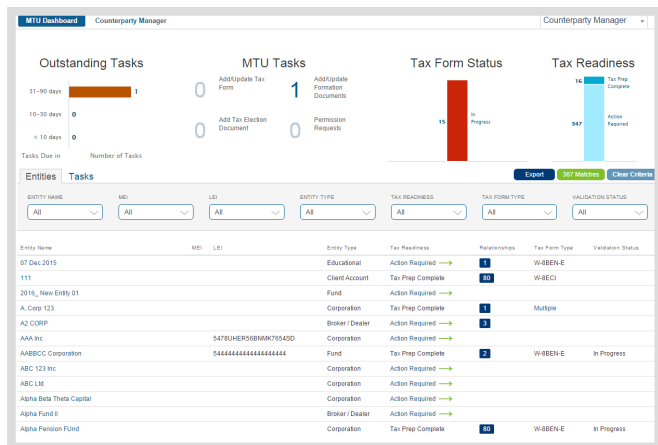 MTU Dashboard Counterparty Manager Counterparty Manager
Outstanding Tasks MTU Tasks Tax Form Status Tax Readiness
31-90 days 1
10-30 days 0
< 10 days 0
Tasks Due in Number of Tasks
0 Add/Update Tax Form
1 Add/Update Formation Documents
0 Add Tax Election Document
0 Permission Requests
15 In Progress
16 Tax Prep Complete
347 Action Required
Entities Tasks Export 367 Matches Clear Criteria
ENTITY NAME MEI LEI ENTITY TYPE TAX READINESS TAX FORM TYPE VALIDATION STATUS
All All All All All All All
Entity Name MEI LEI Entity Type Tax Readiness Relationships Tax Form Type Validation Status
07 Dec 2015 Educational Action Required → 1 W-8BEN-E
111 Client Account Tax Prep Complete 80 W-8ECI
2016_ New Entity 01 Fund Action Required →
A, Corp 123 Corporation Tax Prep Complete 1 Multiple
A2 CORP Broker / Dealer Action Required → 3
AAA Inc 5478UHER56BNMK7654SD Corporation Action Required →
AABBCC Corporation 54444444444444444444 Fund Tax Prep Complete 2 W-8BEN-E In Progress
ABC 123 Inc Corporation Action Required →
ABC Ltd Corporation Action Required →
Alpha Beta Theta Capital Corporation Action Required →
Alpha Fund II Broker / Dealer Action Required →
Alpha Pension FUnd Corporation Tax Prep Complete 80 W-8BEN-E In Progress